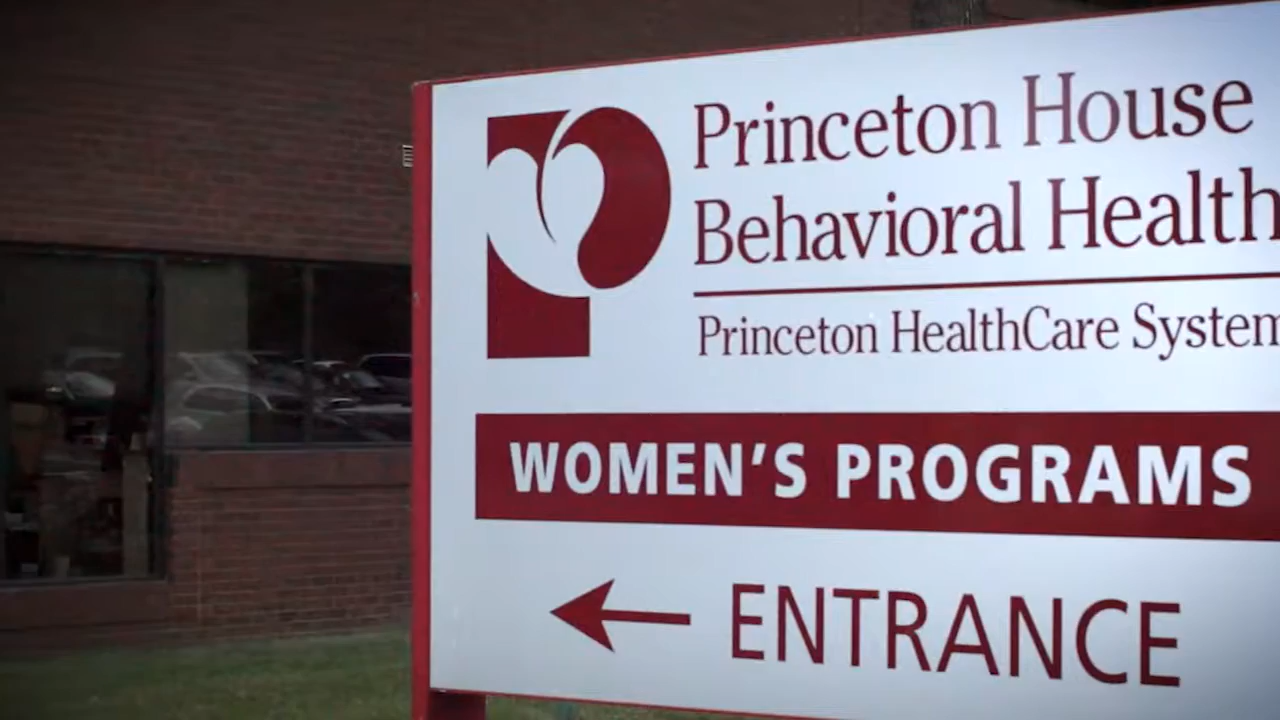 Princeton House
Behavioral Health
Princeton HealthCare System
WOMEN'S PROGRAMS
ENTRANCE